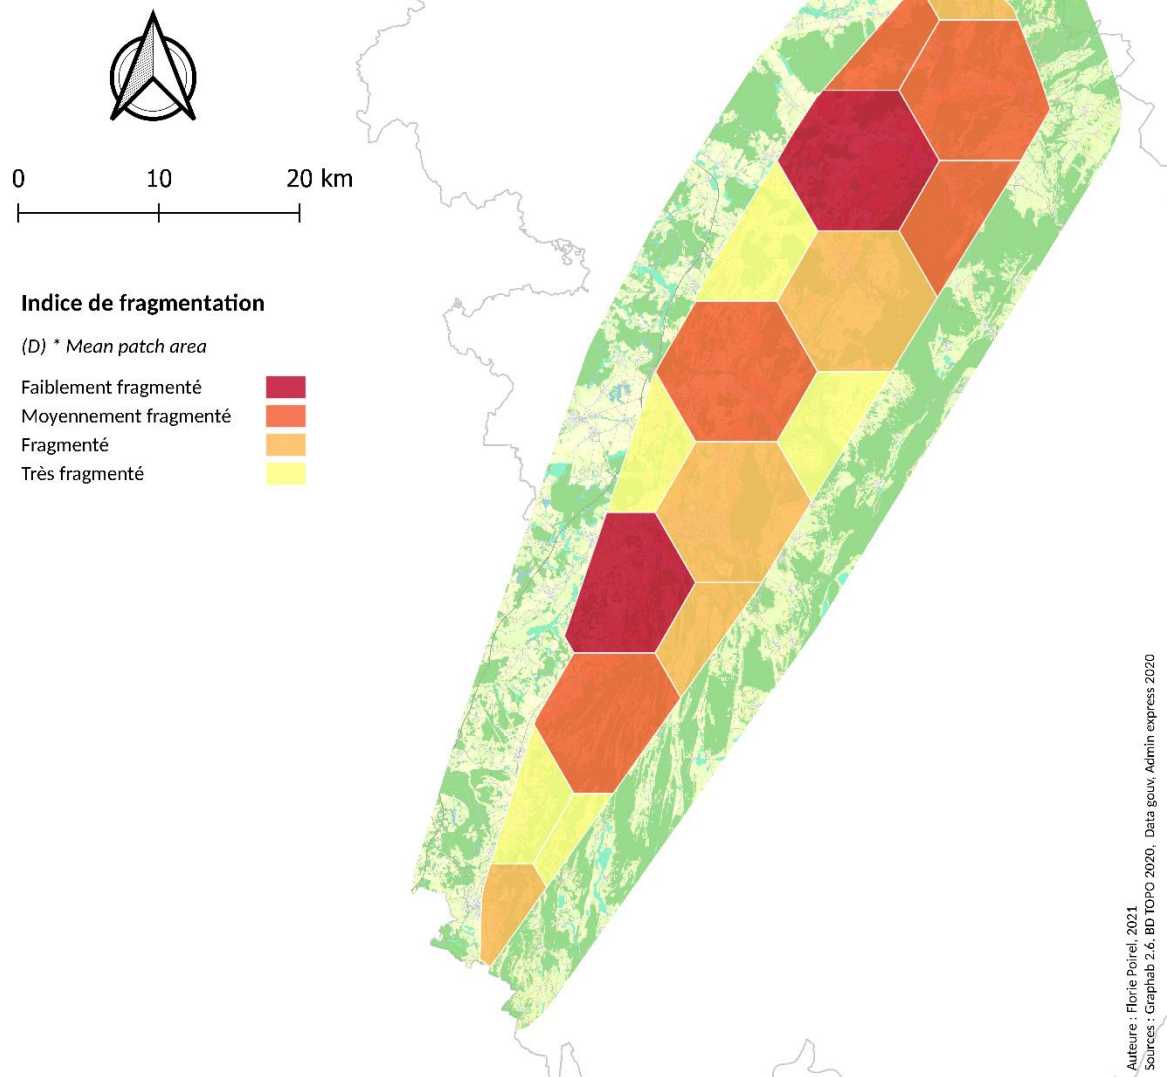 0 10 20 km
Indice de fragmentation
(D) * Mean patch area
Faiblement fragmenté
Moyennement fragmenté
Fragmenté
Très fragmenté
Auteure : Florie Poirel, 2021
Sources : Graphab 2.6, BD TOPO 2020, Data gouv, Admin express 2020